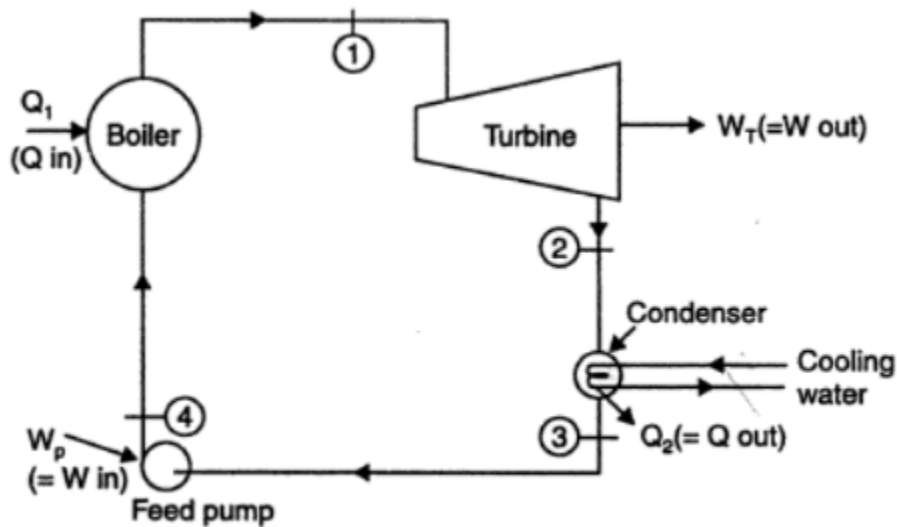 1
Q1
(Q in)
Boiler
Turbine
WT(=W out)
2
Condenser
Cooling
water
4
3
Q2(= Q out)
Wp
(= W in)
Feed pump